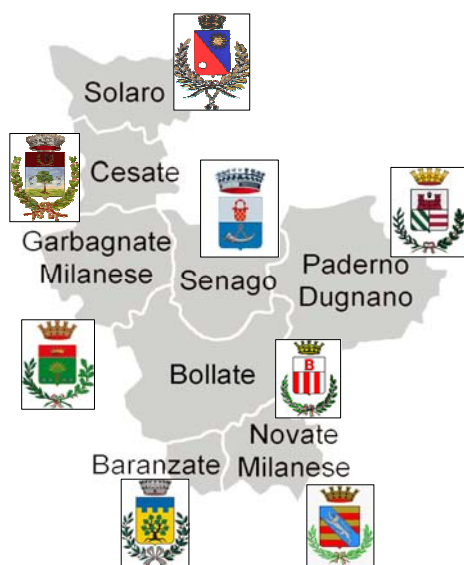 Solaro
Cesate
Garbagnate
Milanese
Senago
Paderno
Dugnano
Bollate
B
Novate
Milanese
Baranzate